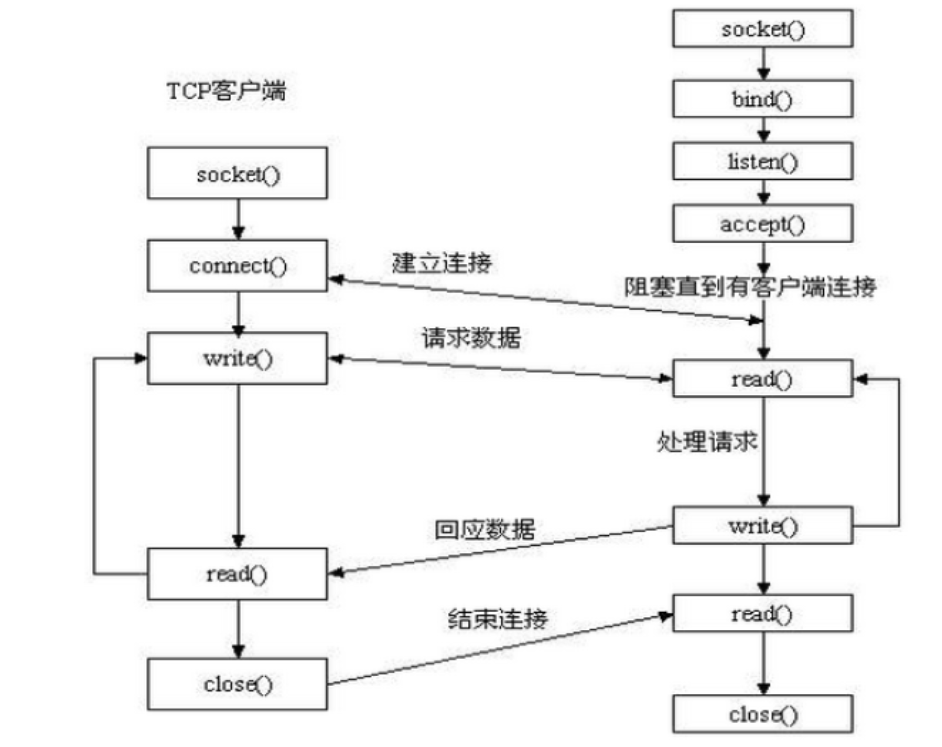 TCP客户端
socket()
connect()
write()
read()
close()
建立连接
请求数据
回应数据
结束连接
socket()
bind()
listen()
accept()
阻塞直到有客户端连接
read()
处理请求
write()
read()
close()